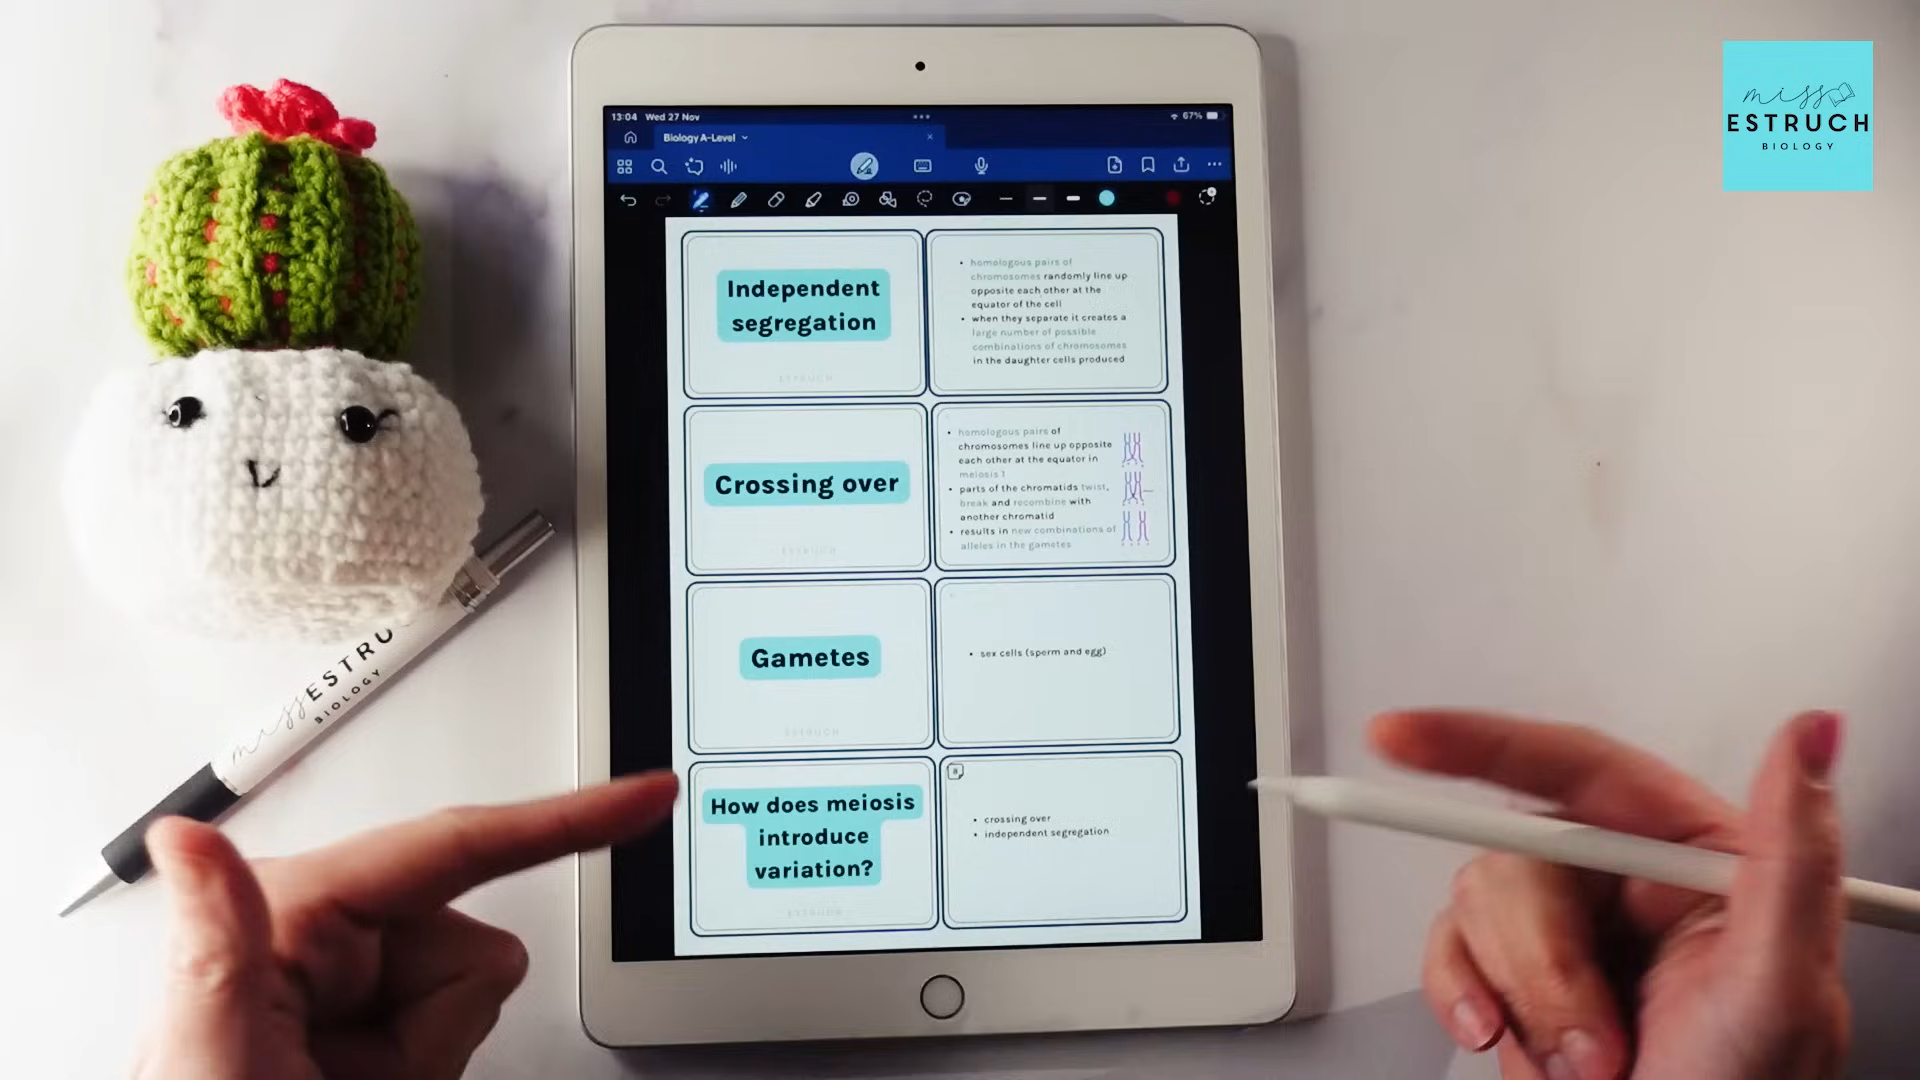 miss
ESTRUCH
BIOLOGY
13:04 Wed 27 Nov
67%
Biology A-Level
Independent
segregation
ESTRUCH
• homologous pairs of
chromosomes randomly line up
opposite each other at the
equator of the cell
• when they separate it creates a
large number of possible
combinations of chromosomes
in the daughter cells produced
Crossing over
ESTRUCH
• homologous pairs of
chromosomes line up opposite
each other at the equator in
meiosis 1
• parts of the chromatids twist,
break and recombine with
another chromatid
• results in new combinations of
alleles in the gametes
Gametes
ESTRUCH
• sex cells (sperm and egg)
How does meiosis
introduce
variation?
ESTRUCH
• crossing over
• independent segregation
miss ESTRUC
BIOLOGY